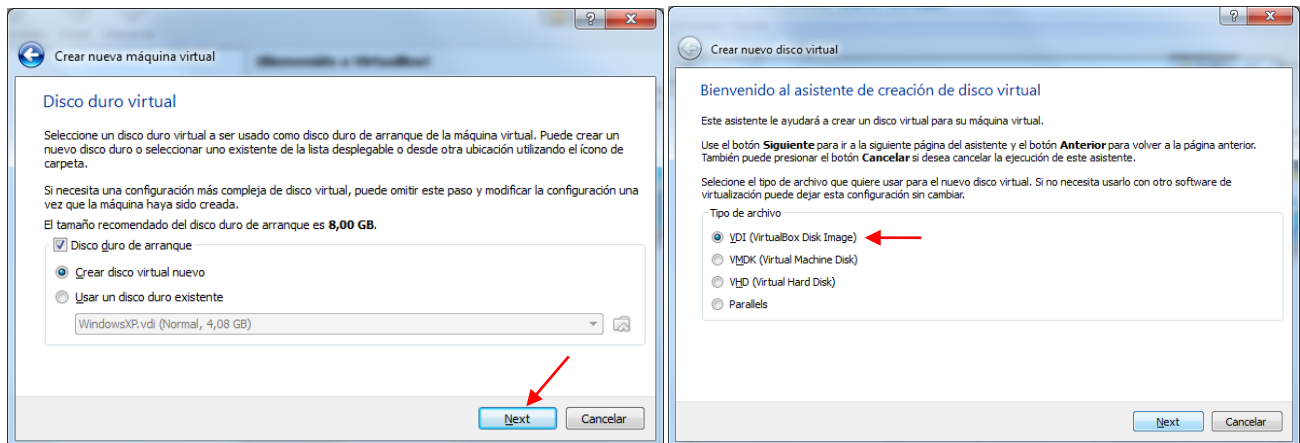 Crear nueva máquina virtual
Disco duro virtual
Seleccione un disco duro virtual a ser usado como disco duro de arranque de la máquina virtual. Puede crear un
nuevo disco duro o seleccionar uno existente de la lista desplegable o desde otra ubicación utilizando el ícono de
carpeta.
Si necesita una configuración más compleja de disco virtual, puede omitir este paso y modificar la configuración una
vez que la máquina haya sido creada.
El tamaño recomendado del disco duro de arranque es 8,00 GB.
Disco duro de arranque
Crear disco virtual nuevo
Usar un disco duro existente
WindowsXP.vdi (Normal, 4,08 GB)
Next
Cancelar
Crear nuevo disco virtual
Bienvenido al asistente de creación de disco virtual
Este asistente le ayudará a crear un disco virtual para su máquina virtual.
Use el botón Siguiente para ir a la siguiente página del asistente y el botón Anterior para volver a la página anterior.
También puede presionar el botón Cancelar si desea cancelar la ejecución de este asistente.
Selecione el tipo de archivo que quiere usar para el nuevo disco virtual. Si no necesita usarlo con otro software de
virtualización puede dejar esta configuración sin cambiar.
Tipo de archivo
VDI (VirtualBox Disk Image)
VMDK (Virtual Machine Disk)
VHD (Virtual Hard Disk)
Parallels
Next
Cancelar